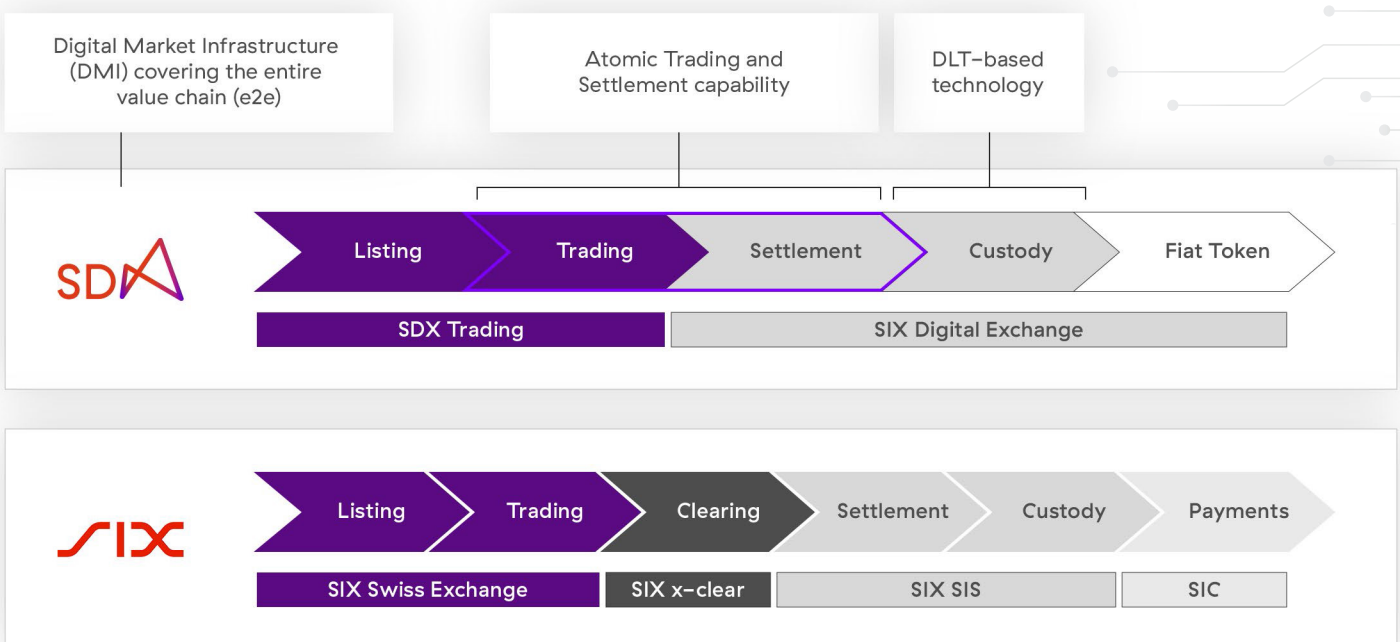 Digital Market Infrastructure
(DMI) covering the entire
value chain (e2e)
Atomic Trading and
Settlement capability
DLT-based
technology
SDX
Listing
Trading
Settlement
Custody
Fiat Token
SDX Trading
SIX Digital Exchange
SIX
Listing
Trading
Clearing
Settlement
Custody
Payments
SIX Swiss Exchange
SIX x-clear
SIX SIS
SIC